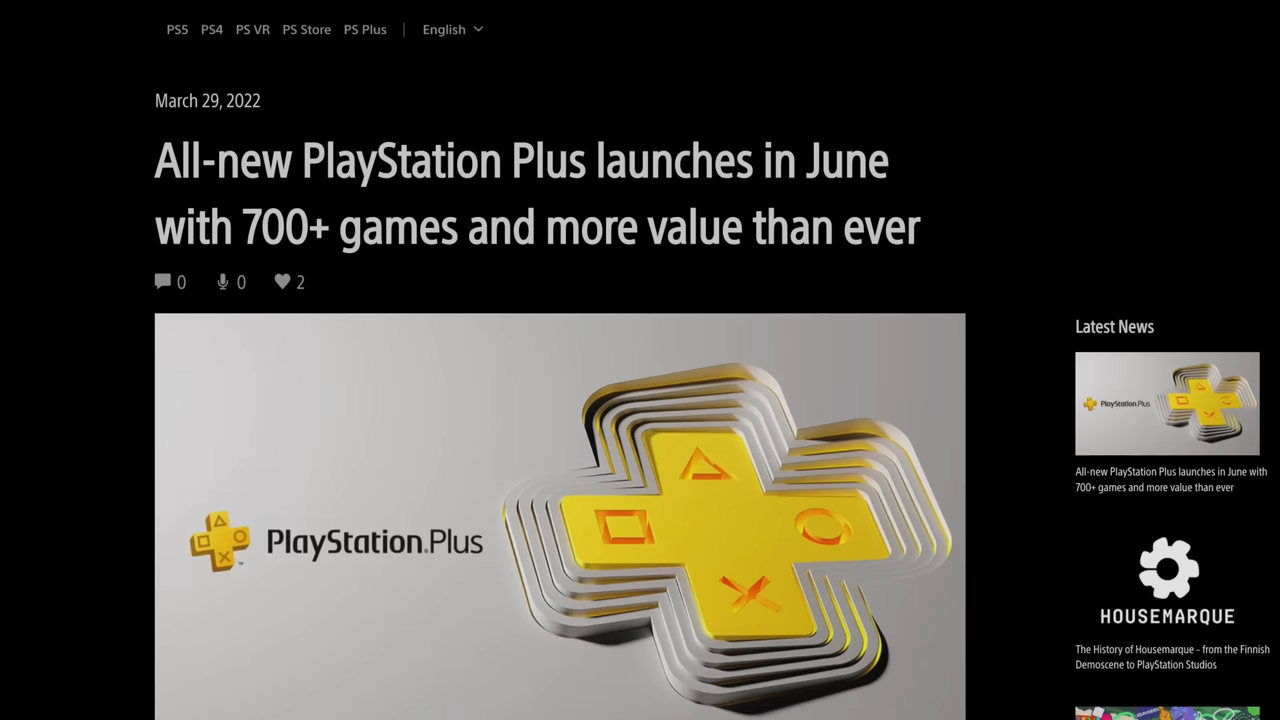 PS5 PS4 PS VR PS Store PS Plus | English
March 29, 2022
All-new PlayStation Plus launches in June
with 700+ games and more value than ever
0 0 2
PlayStation Plus
™
Latest News
PlayStation Plus
All-new PlayStation Plus launches in June with
700+ games and more value than ever
HOUSEMARQUE
The History of Housemarque – from the Finnish
Demoscene to PlayStation Studios